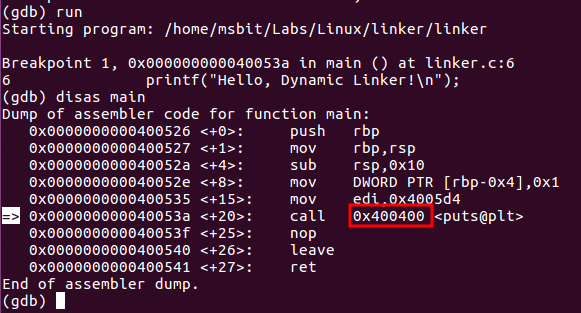 (gdb) run
Starting program: /home/msbit/Labs/Linux/linker/linker
Breakpoint 1, 0x000000000040053a in main () at linker.c:6
6               printf("Hello, Dynamic Linker!\n");
(gdb) disas main
Dump of assembler code for function main:
   0x0000000000400526 <+0>:     push   rbp
   0x0000000000400527 <+1>:     mov    rbp,rsp
   0x000000000040052a <+4>:     sub    rsp,0x10
   0x000000000040052e <+8>:     mov    DWORD PTR [rbp-0x4],0x1
   0x0000000000400535 <+15>:    mov    edi,0x4005d4
=> 0x000000000040053a <+20>:    call   0x400400 <puts@plt>
   0x000000000040053f <+25>:    nop
   0x0000000000400540 <+26>:    leave
   0x0000000000400541 <+27>:    ret
End of assembler dump.
(gdb)